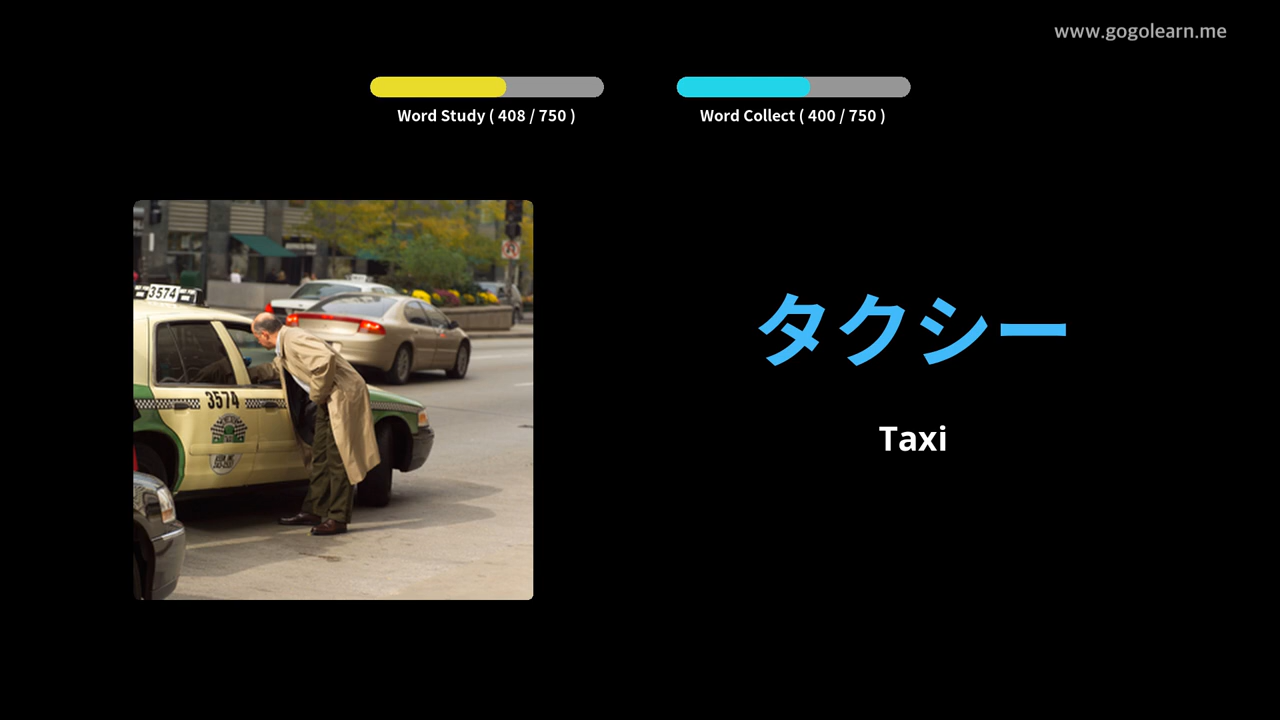 www.gogolearn.me
Word Study ( 408 / 750 )
Word Collect ( 400 / 750 )
3574
3574
タクシー
Taxi